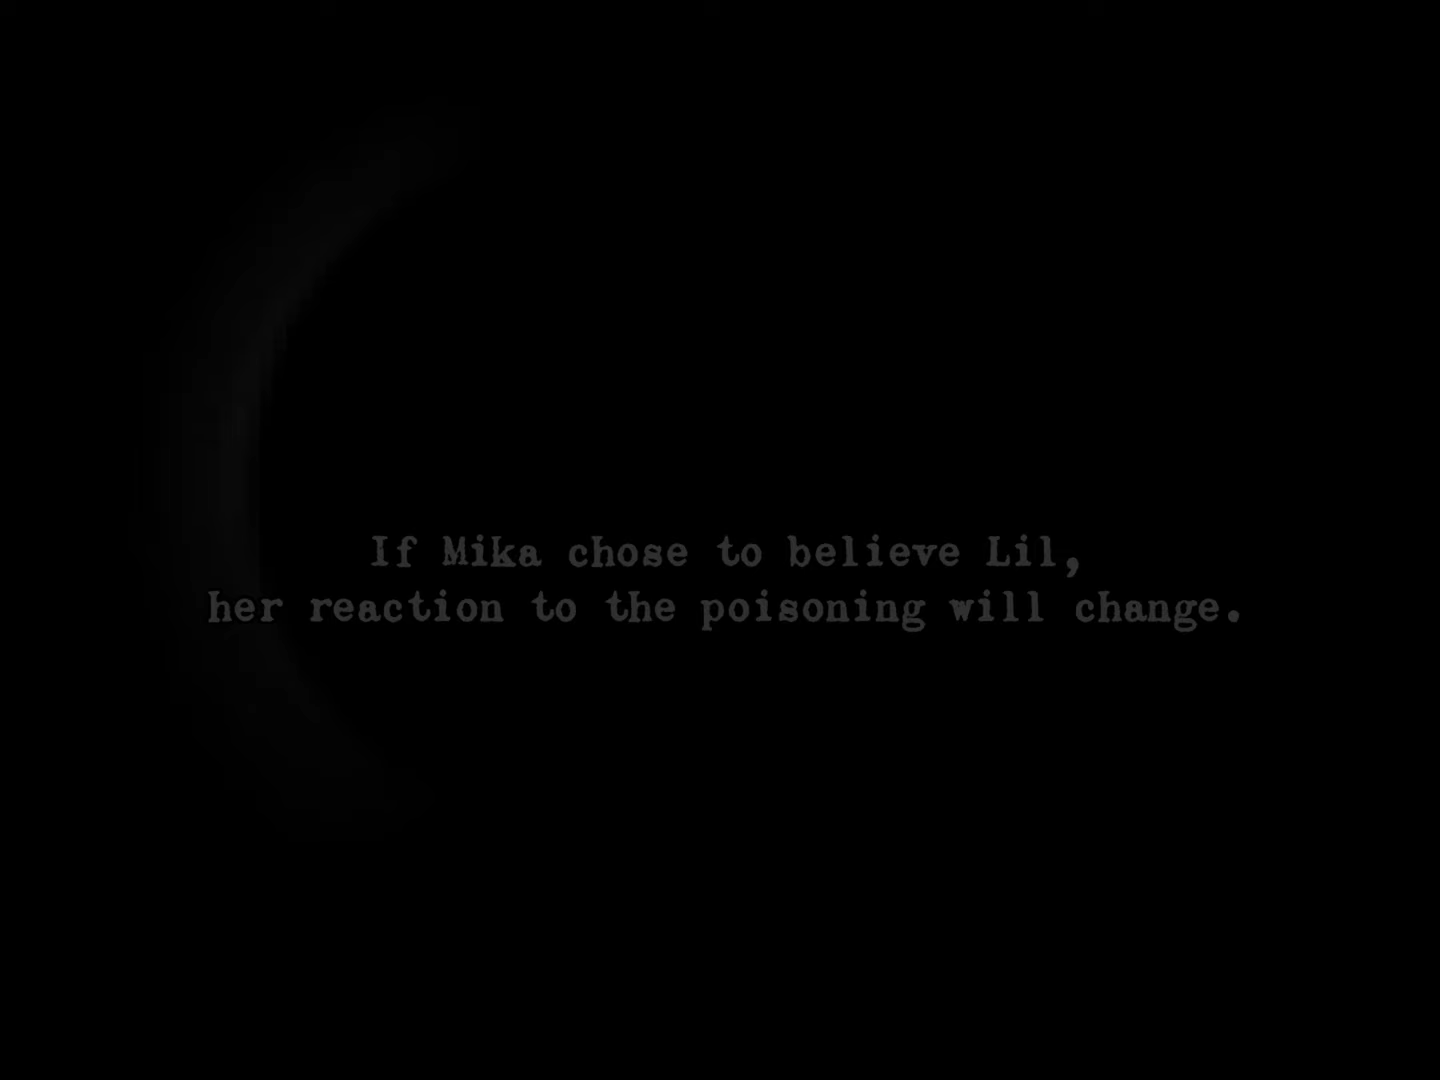 If Mika chose to believe Lil,
her reaction to the poisoning will change.